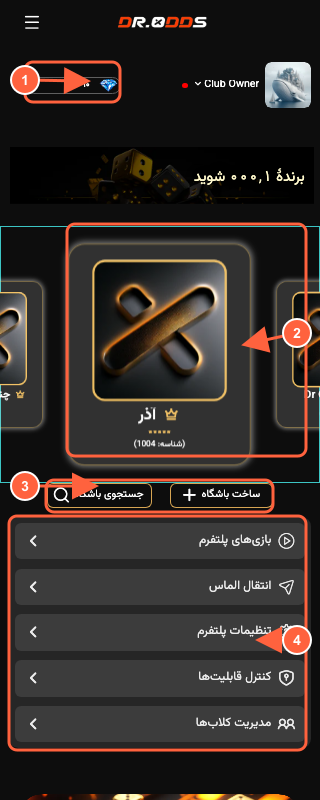 DR.ODDS
1
Club Owner
برندهٔ ۱,۰۰۰ شوید
2
آذر
(شناسه: 1004)
3
ساخت باشگاه
جستجوی
بازی‌های پلتفرم
انتقال الماس
تنظیمات پلتفرم
4
کنترل قابلیت‌ها
مدیریت کلاب‌ها